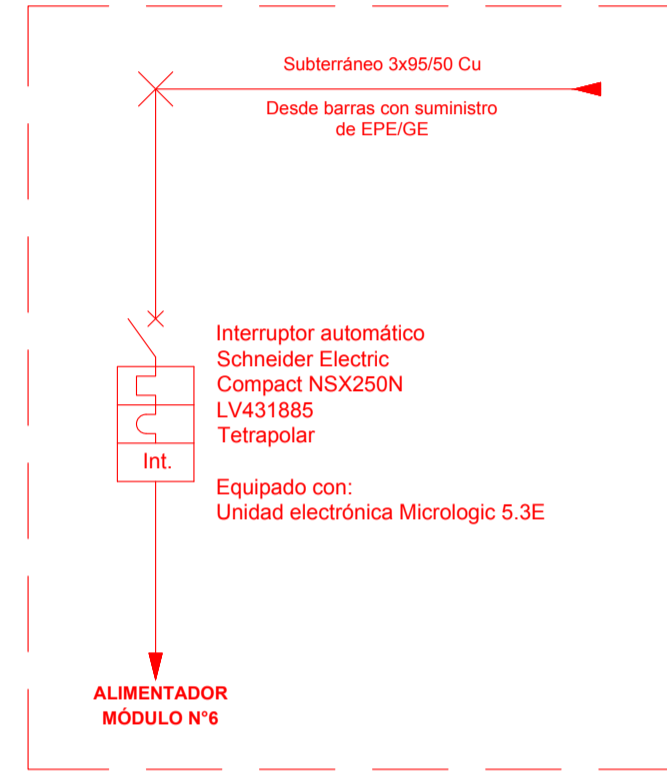 Subterráneo 3x95/50 Cu
Desde barras con suministro
de EPE/GE
Interruptor automático
Schneider Electric
Compact NSX250N
LV431885
Tetrapolar
Int.
Equipado con:
Unidad electrónica Micrologic 5.3E
ALIMENTADOR
MÓDULO N°6